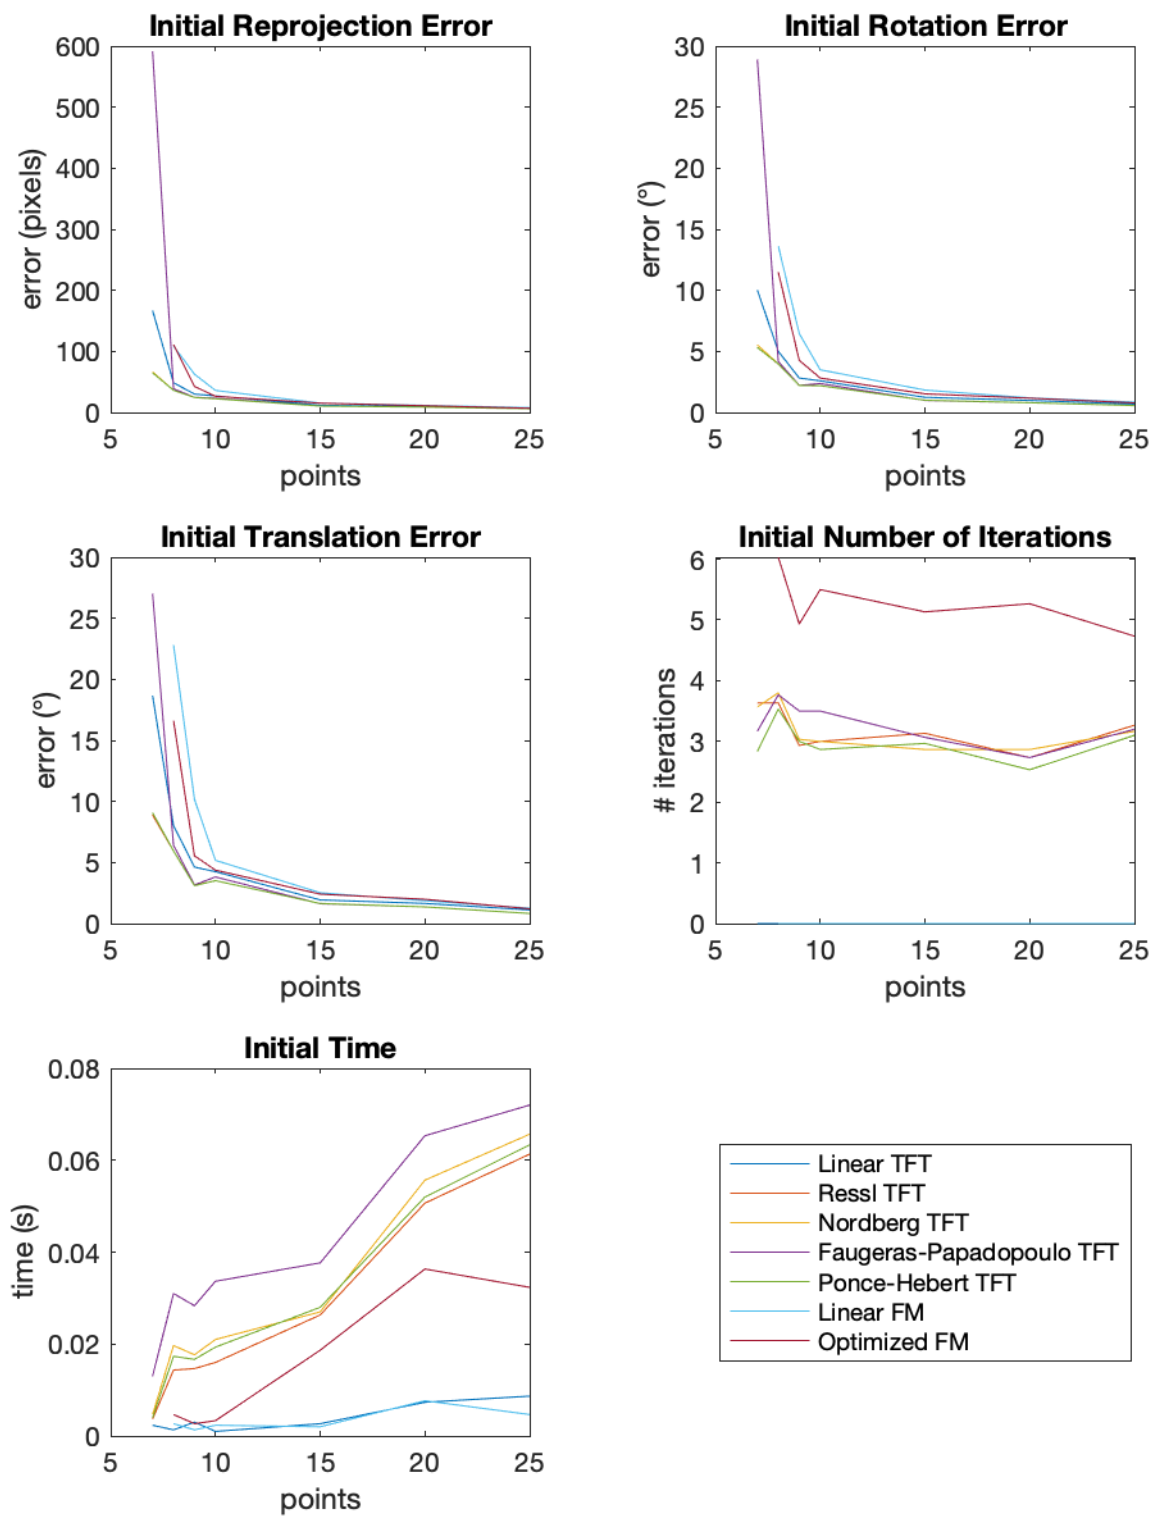 Initial Reprojection Error
600
500
400
300
200
100
0
error (pixels)
5 10 15 20 25
points
Initial Rotation Error
30
25
20
15
10
5
0
error (°)
5 10 15 20 25
points
Initial Translation Error
30
25
20
15
10
5
0
error (°)
5 10 15 20 25
points
Initial Number of Iterations
6
5
4
3
2
1
0
# iterations
5 10 15 20 25
points
Initial Time
0.08
0.06
0.04
0.02
0
time (s)
5 10 15 20 25
points
Linear TFT
Ressl TFT
Nordberg TFT
Faugeras-Papadopoulo TFT
Ponce-Hebert TFT
Linear FM
Optimized FM